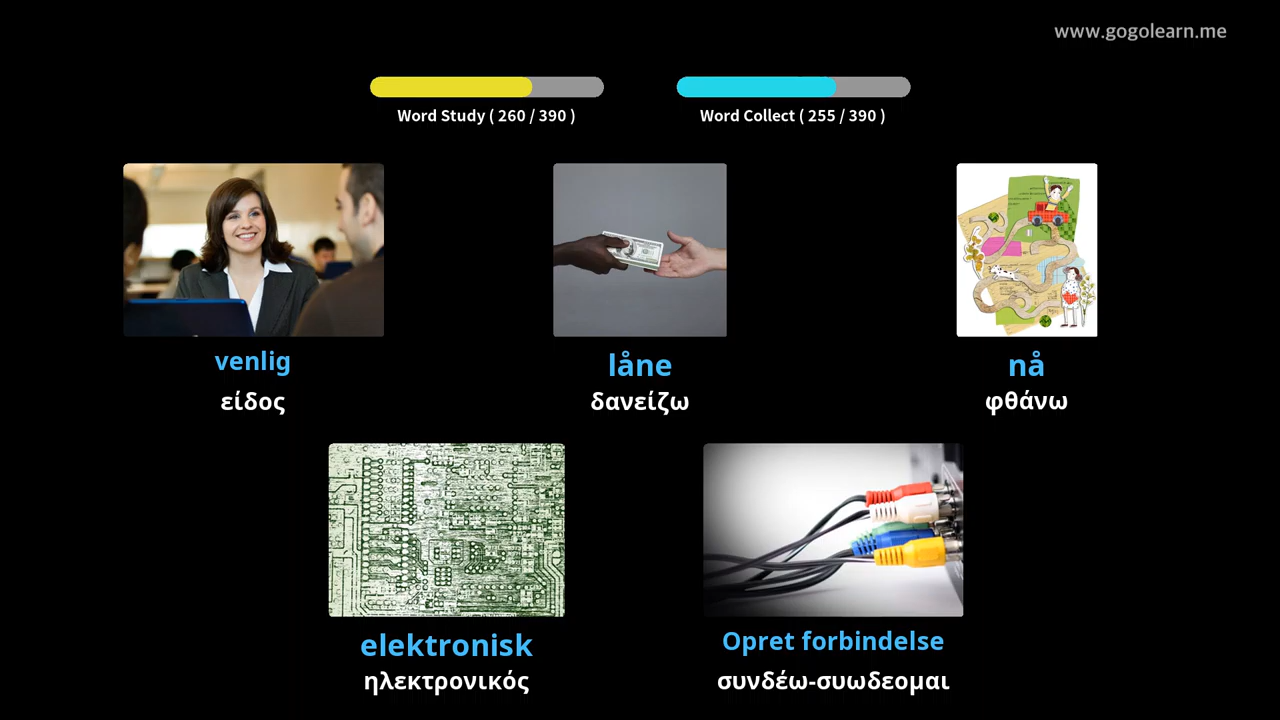 www.gogolearn.me
Word Study ( 260 / 390 )
Word Collect ( 255 / 390 )
venlig
είδος
låne
δανείζω
nå
φθάνω
elektronisk
ηλεκτρονικός
Opret forbindelse
συνδέω-συωδεομαι